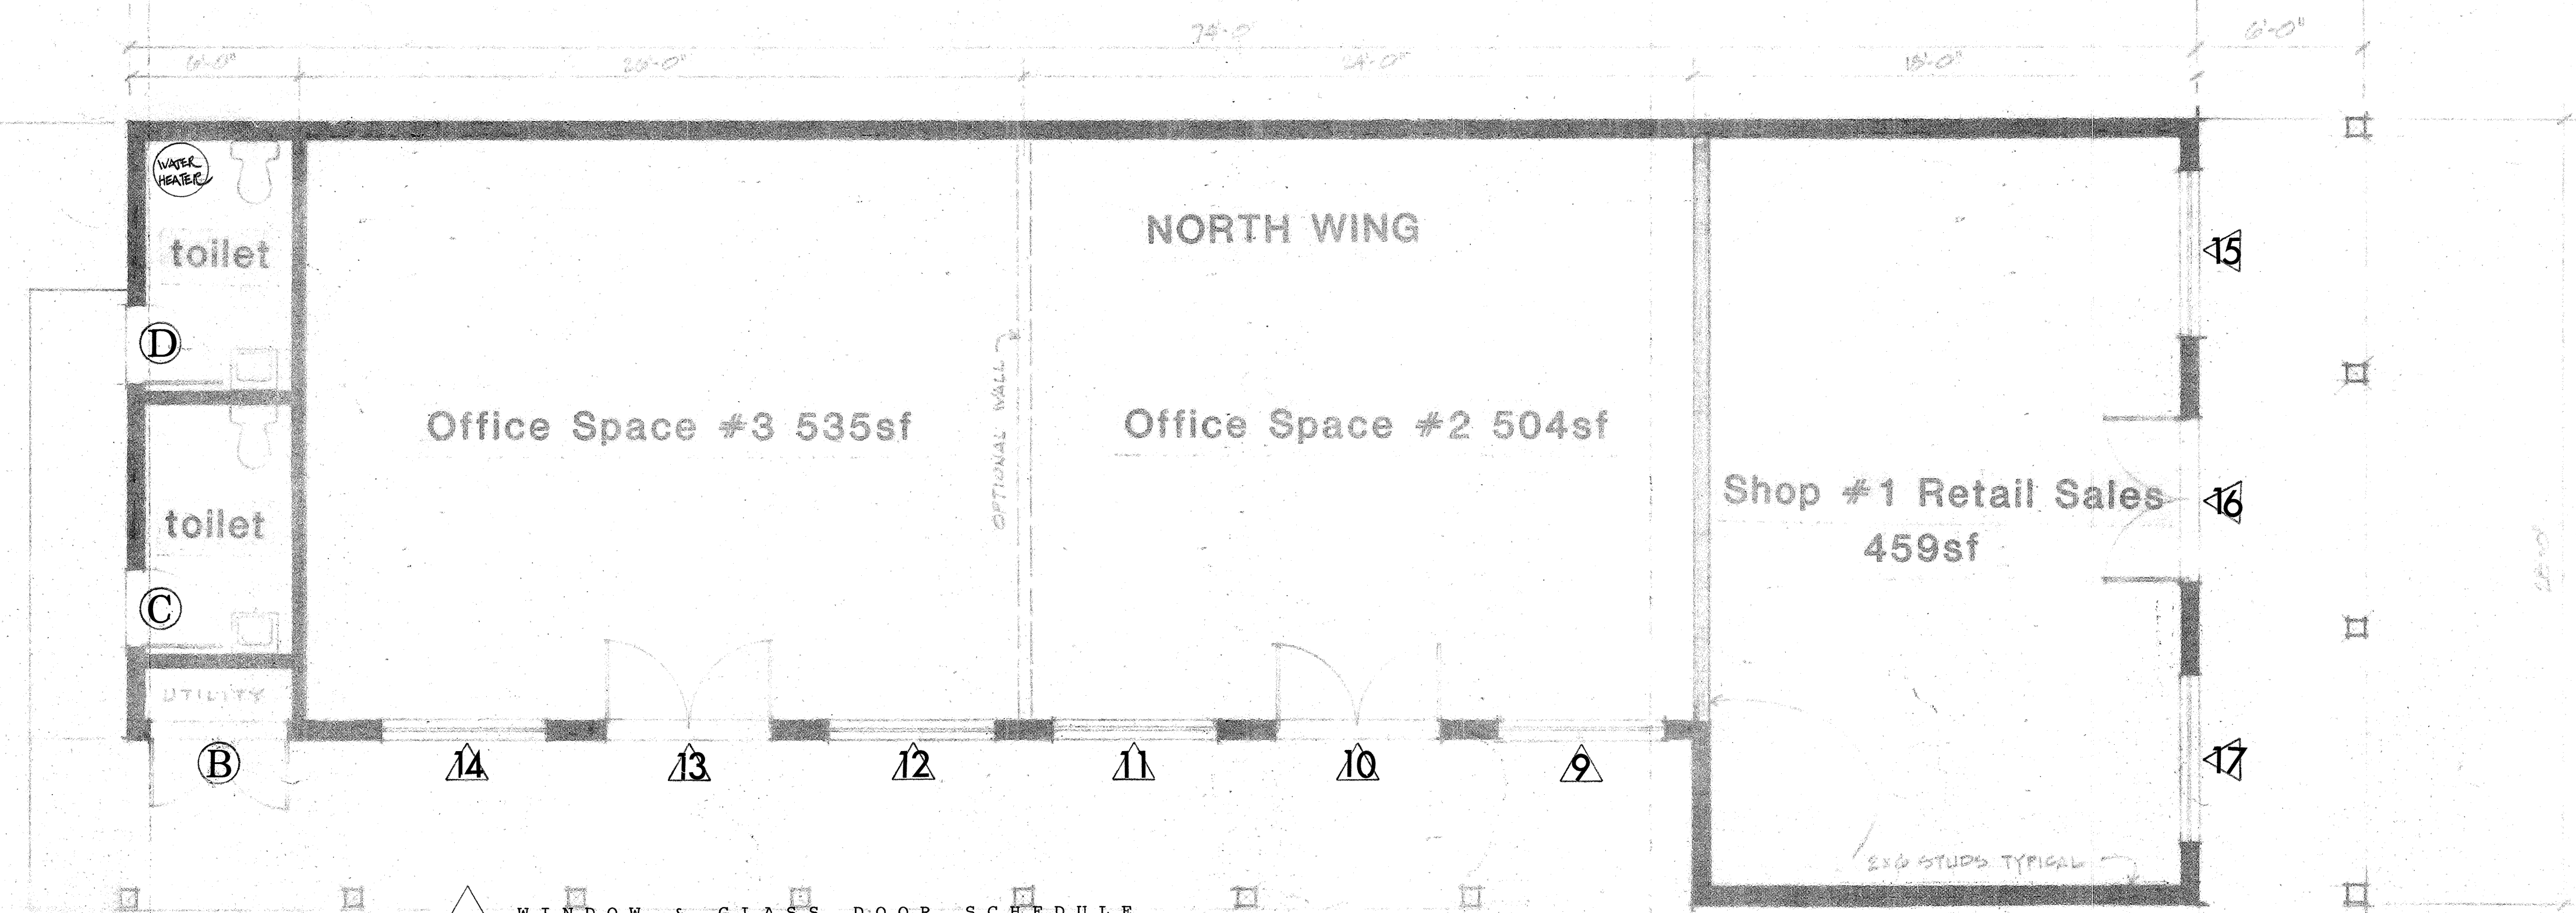 6'-0"
6'-0"
26'-0"
24'-0"
18'-0"
WATER
HEATER
toilet
NORTH WING
15
D
OPTIONAL WALL
Office Space #3 535sf
Office Space #2 504sf
Shop #1 Retail Sales
459sf
16
toilet
C
UTILITY
B
14
13
12
11
10
9
17
2x6 STUDS TYPICAL
WINDOW & GLASS DOOR SCHEDULE